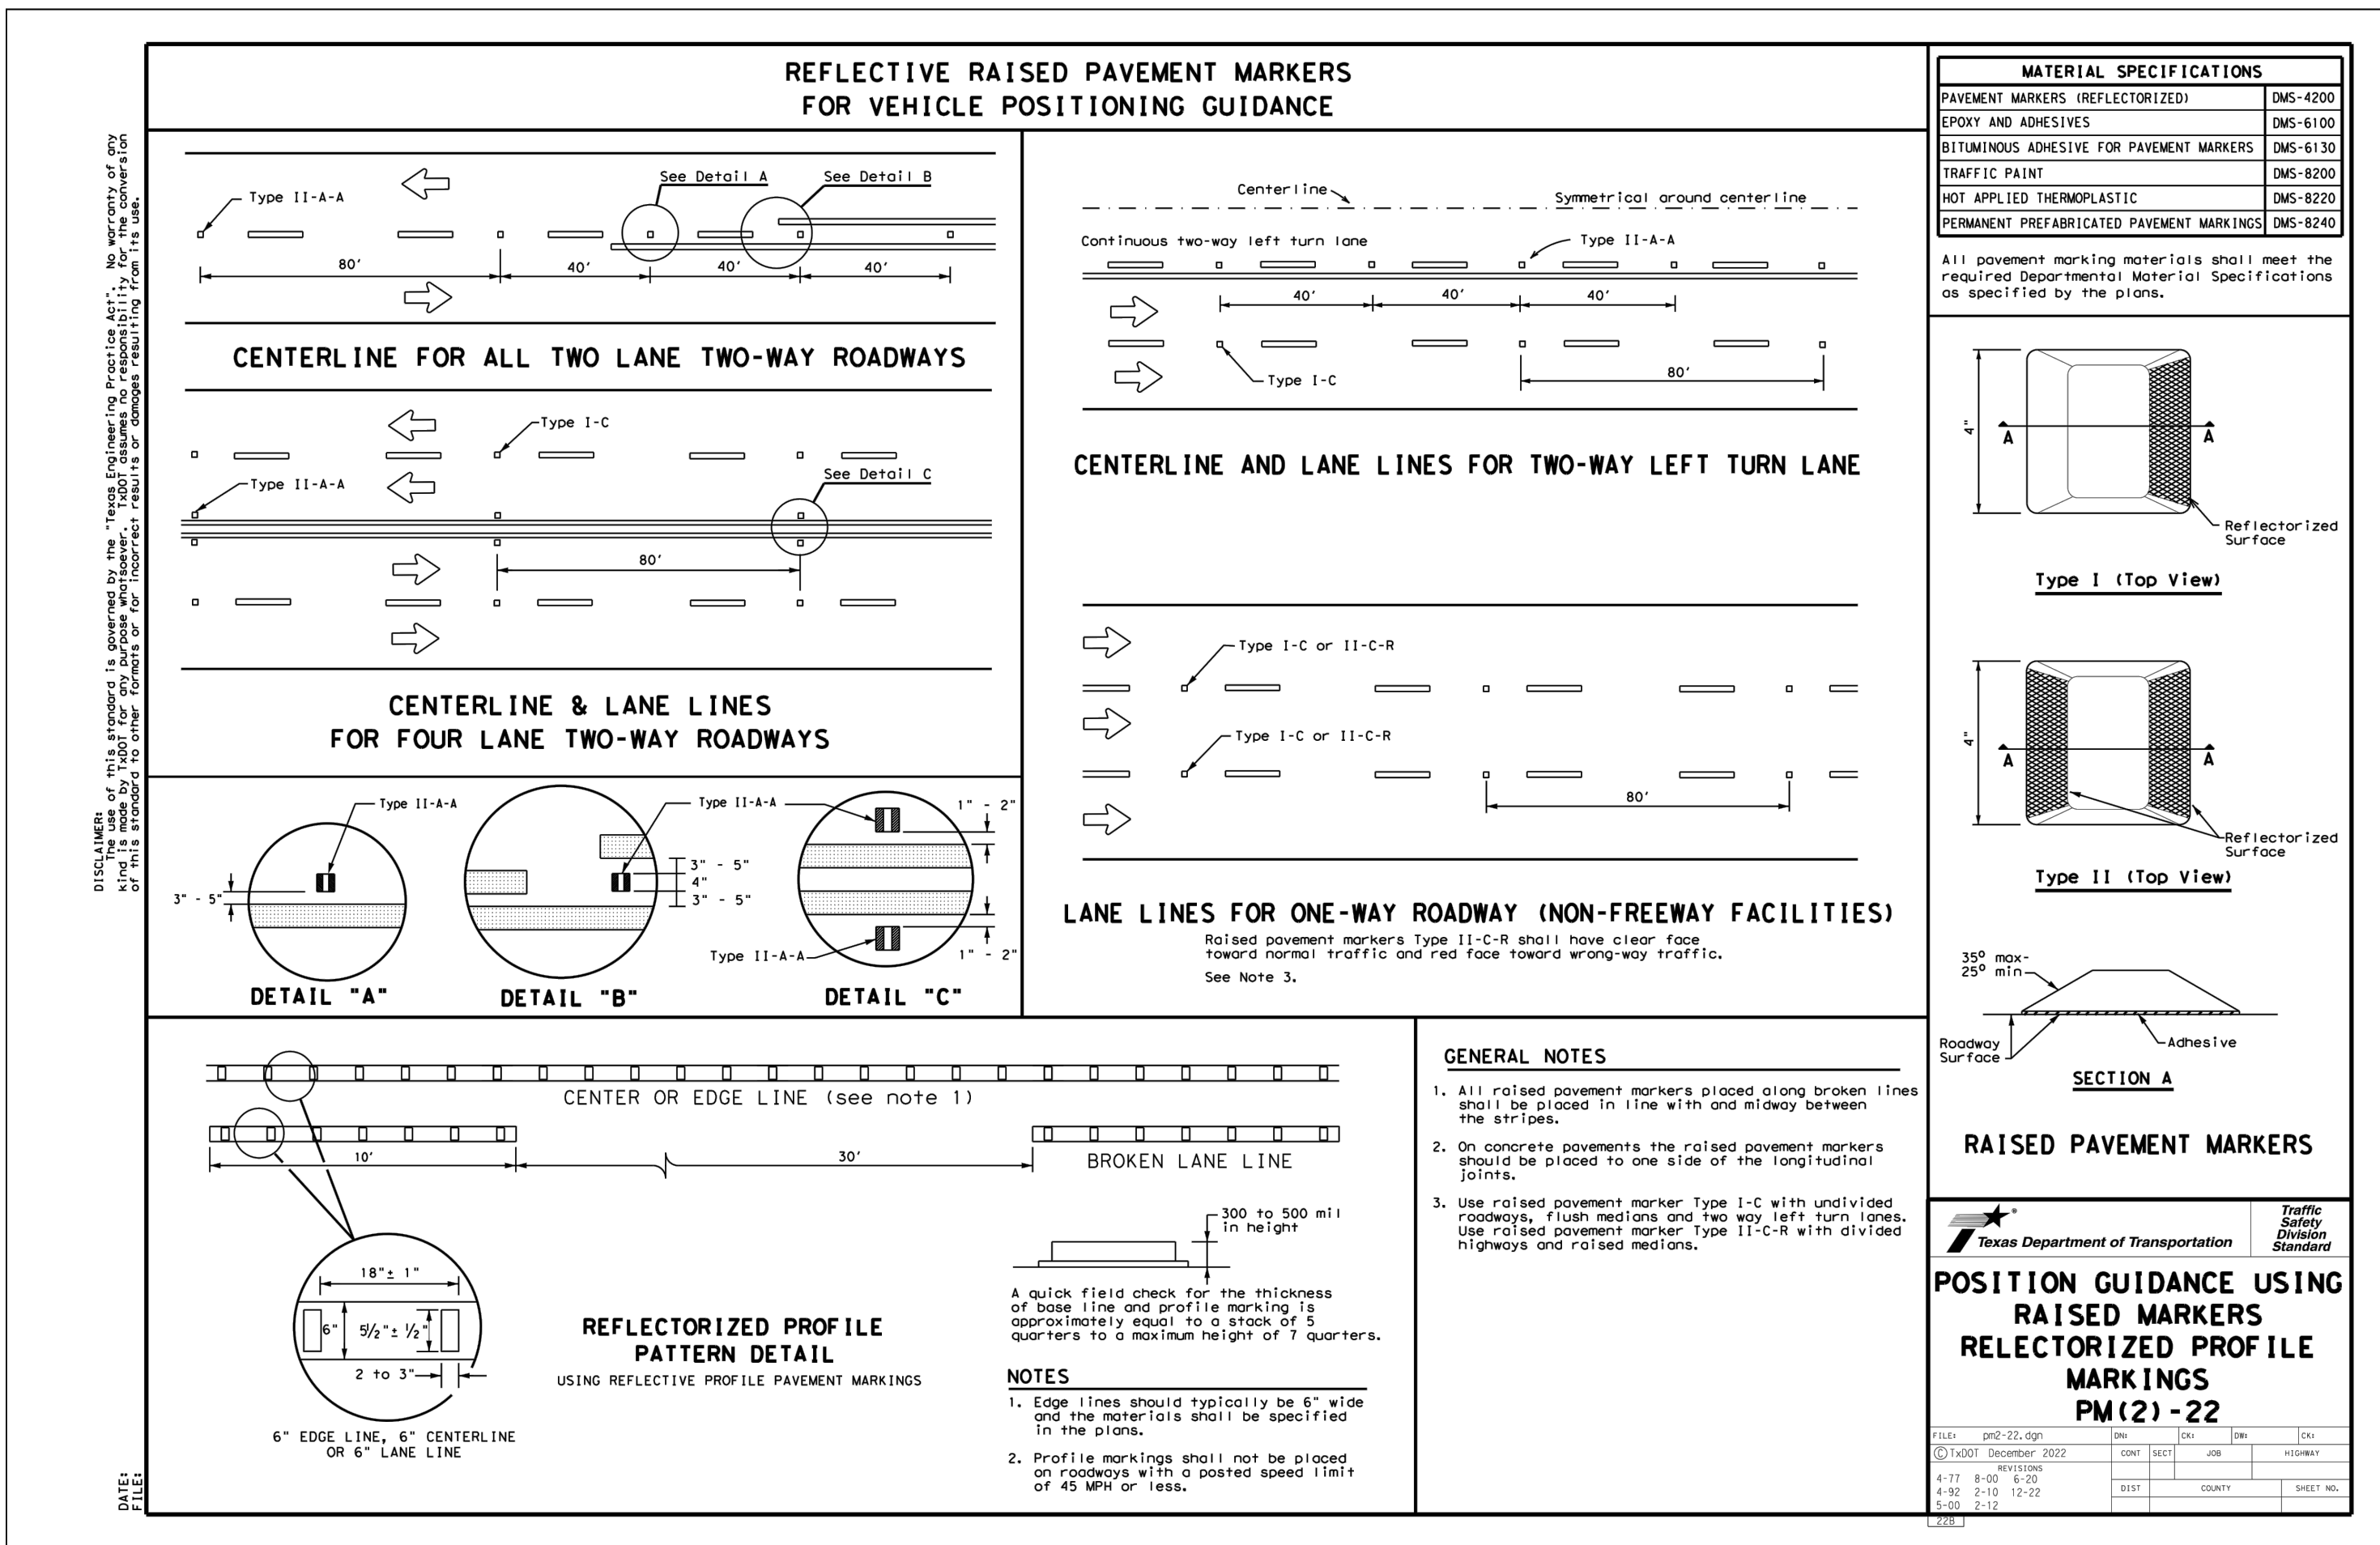 REFLECTIVE RAISED PAVEMENT MARKERS
FOR VEHICLE POSITIONING GUIDANCE
DISCLAIMER:
The use of this standard is governed by the "Texas Engineering Practice Act". No warranty of any
kind is made by TxDOT for any purpose whatsoever. TxDOT assumes no responsibility for the conversion
of this standard to other formats or for incorrect results or damages resulting from its use.
DATE:
FILE:
Type II-A-A
See Detail A
See Detail B
80'
40'
40'
40'
CENTERLINE FOR ALL TWO LANE TWO-WAY ROADWAYS
Type I-C
Type II-A-A
See Detail C
80'
CENTERLINE & LANE LINES
FOR FOUR LANE TWO-WAY ROADWAYS
Type II-A-A
3" - 5"
DETAIL "A"
Type II-A-A
3" - 5"
4"
3" - 5"
DETAIL "B"
1" - 2"
Type II-A-A
1" - 2"
DETAIL "C"
Centerline
Symmetrical around centerline
Continuous two-way left turn lane
Type II-A-A
40'
40'
40'
Type I-C
80'
CENTERLINE AND LANE LINES FOR TWO-WAY LEFT TURN LANE
Type I-C or II-C-R
Type I-C or II-C-R
80'
LANE LINES FOR ONE-WAY ROADWAY (NON-FREEWAY FACILITIES)
Raised pavement markers Type II-C-R shall have clear face
toward normal traffic and red face toward wrong-way traffic.
See Note 3.
CENTER OR EDGE LINE (see note 1)
10'
30'
BROKEN LANE LINE
18"± 1"
6"
5½"± ½"
2 to 3"
6" EDGE LINE, 6" CENTERLINE
OR 6" LANE LINE
REFLECTORIZED PROFILE
PATTERN DETAIL
USING REFLECTIVE PROFILE PAVEMENT MARKINGS
300 to 500 mil
in height
A quick field check for the thickness
of base line and profile marking is
approximately equal to a stack of 5
quarters to a maximum height of 7 quarters.
NOTES
1. Edge lines should typically be 6" wide
and the materials shall be specified
in the plans.
2. Profile markings shall not be placed
on roadways with a posted speed limit
of 45 MPH or less.
GENERAL NOTES
1. All raised pavement markers placed along broken lines
shall be placed in line with and midway between
the stripes.
2. On concrete pavements the raised pavement markers
should be placed to one side of the longitudinal
joints.
3. Use raised pavement marker Type I-C with undivided
roadways, flush medians and two way left turn lanes.
Use raised pavement marker Type II-C-R with divided
highways and raised medians.
MATERIAL SPECIFICATIONS
PAVEMENT MARKERS (REFLECTORIZED) DMS-4200
EPOXY AND ADHESIVES DMS-6100
BITUMINOUS ADHESIVE FOR PAVEMENT MARKERS DMS-6130
TRAFFIC PAINT DMS-8200
HOT APPLIED THERMOPLASTIC DMS-8220
PERMANENT PREFABRICATED PAVEMENT MARKINGS DMS-8240
All pavement marking materials shall meet the
required Departmental Material Specifications
as specified by the plans.
4"
A A
Reflectorized
Surface
Type I (Top View)
4"
A A
Reflectorized
Surface
Type II (Top View)
35° max-
25° min
Roadway
Surface
Adhesive
SECTION A
RAISED PAVEMENT MARKERS
®
Texas Department of Transportation
Traffic
Safety
Division
Standard
POSITION GUIDANCE USING
RAISED MARKERS
RELECTORIZED PROFILE
MARKINGS
PM(2)-22
FILE: pm2-22.dgn DN: CK: DW: CK:
©TxDOT December 2022 CONT SECT JOB HIGHWAY
REVISIONS
4-77 8-00 6-20
4-92 2-10 12-22
5-00 2-12
DIST COUNTY SHEET NO.
22B